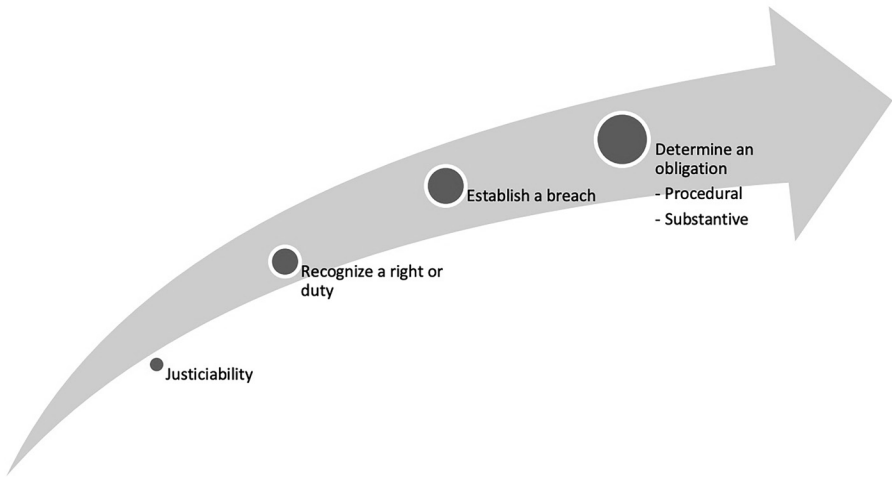 Determine an
obligation
- Procedural
- Substantive
Establish a breach
Recognize a right or
duty
Justiciability